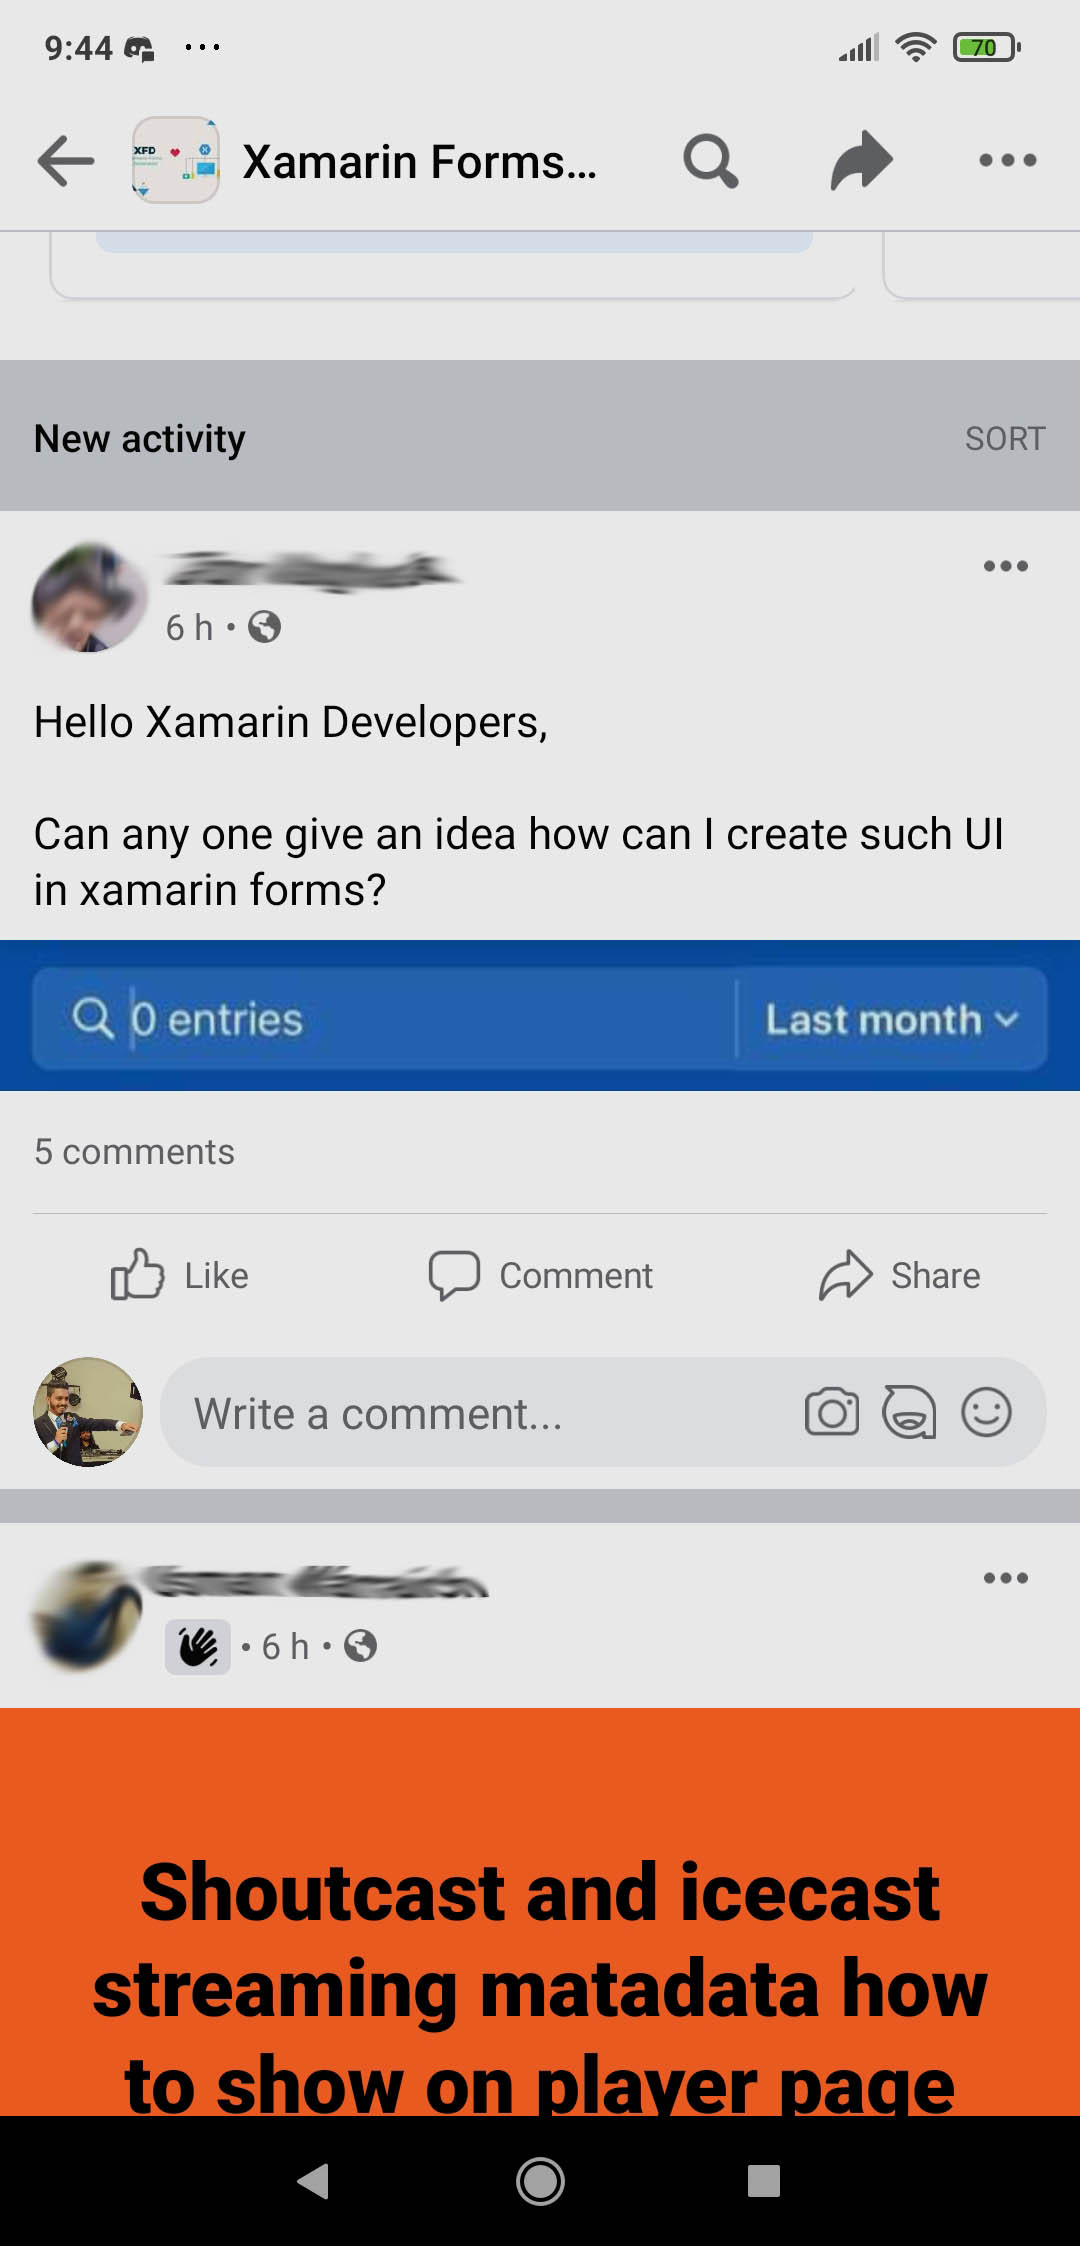 9:44
70
XFD
Xamarin Forms...
New activity
SORT
6 h
Hello Xamarin Developers,
Can any one give an idea how can I create such UI
in xamarin forms?
0 entries
Last month
5 comments
Like
Comment
Share
Write a comment...
6 h
Shoutcast and icecast
streaming matadata how
to show on player page